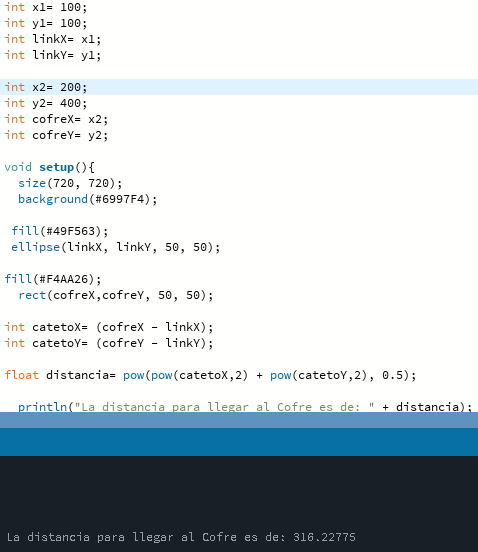 int x1= 100;
int y1= 100;
int linkX= x1;
int linkY= y1;
int x2= 200;
int y2= 400;
int cofreX= x2;
int cofreY= y2;
void setup(){
size(720, 720);
background(#6997F4);
fill(#49F563);
ellipse(linkX, linkY, 50, 50);
fill(#F4AA26);
rect(cofreX,cofreY, 50, 50);
int catetoX= (cofreX - linkX);
int catetoY= (cofreY - linkY);
float distancia= pow(pow(catetoX,2) + pow(catetoY,2), 0.5);
println("La distancia para llegar al Cofre es de: " + distancia);
La distancia para llegar al Cofre es de: 316.22775